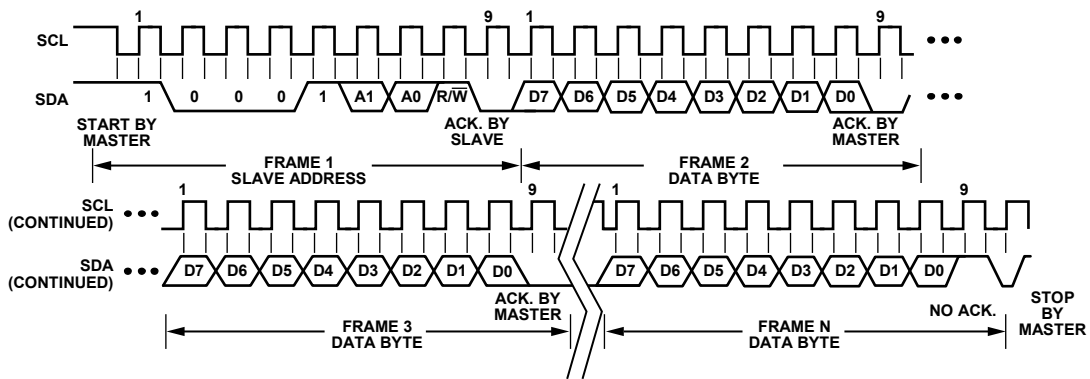 1 9 1 9
SCL
SDA 1 0 0 0 1 A1 A0 R/W̅ D7 D6 D5 D4 D3 D2 D1 D0
START BY MASTER
ACK. BY SLAVE
ACK. BY MASTER
FRAME 1
SLAVE ADDRESS
FRAME 2
DATA BYTE
1 9 1 9
SCL
(CONTINUED)
SDA
(CONTINUED)
D7 D6 D5 D4 D3 D2 D1 D0 D7 D6 D5 D4 D3 D2 D1 D0
ACK. BY
MASTER
NO ACK.
STOP
BY
MASTER
FRAME 3
DATA BYTE
FRAME N
DATA BYTE